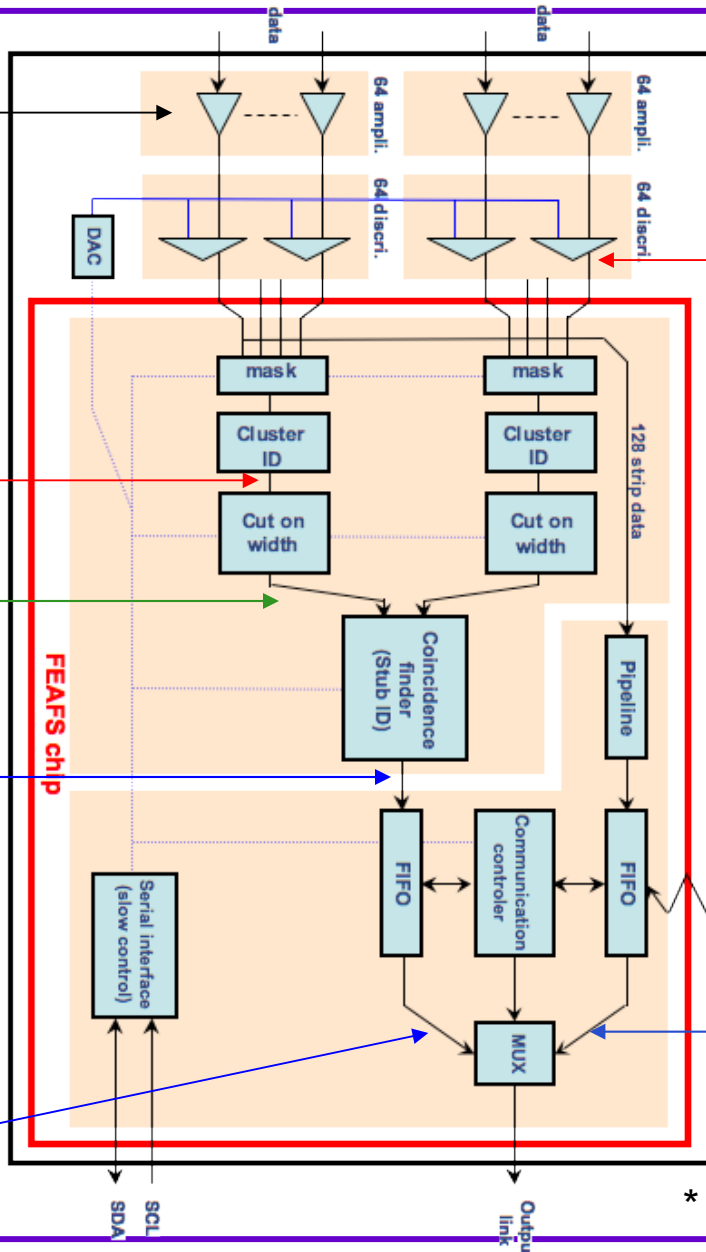 data
data
64 ampli.
64 ampli.
64 discri.
64 discri.
DAC
mask
mask
Cluster
ID
Cluster
ID
128 strip data
Cut on
width
Cut on
width
Coincidence
finder
(Stub ID)
Pipeline
FEAFS chip
FIFO
Communication
controler
FIFO
Serial interface
(slow control)
MUX
SDA
SCL
Outpu
link
*